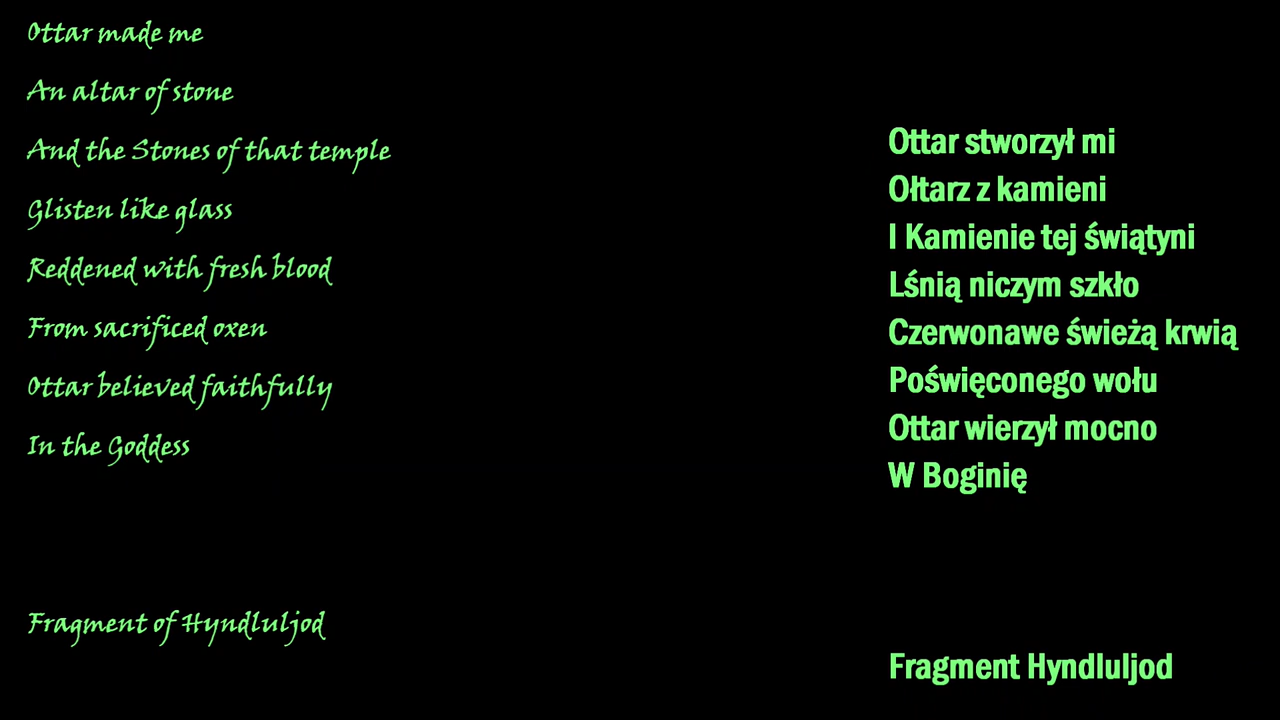 Ottar made me
An altar of stone
And the Stones of that temple
Glisten like glass
Reddened with fresh blood
From sacrificed oxen
Ottar believed faithfully
In the Goddess
Fragment of Hyndluljod
Ottar stworzył mi
Ołtarz z kamieni
I Kamienie tej świątyni
Lśnią niczym szkło
Czerwonawe świeżą krwią
Poświęconego wołu
Ottar wierzył mocno
W Boginię
Fragment Hyndluljod